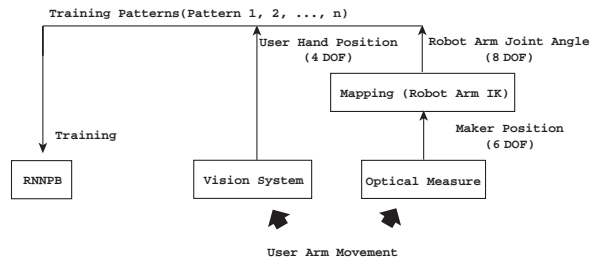 Training Patterns(Pattern 1, 2, ..., n)
User Hand Position
(4 DOF)
Robot Arm Joint Angle
(8 DOF)
Mapping (Robot Arm IK)
Training
Maker Position
(6 DOF)
RNNPB
Vision System
Optical Measure
User Arm Movement